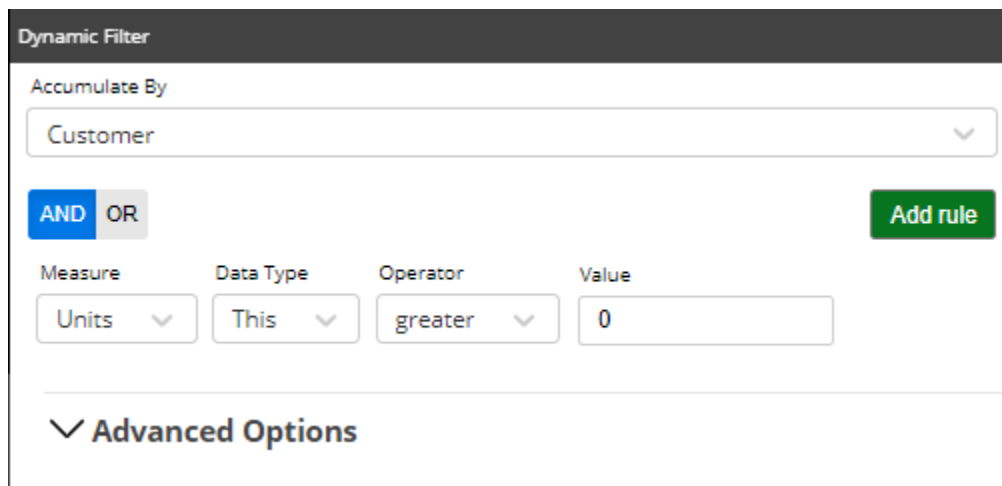 Dynamic Filter
Accumulate By
Customer
AND OR Add rule
Measure Data Type Operator Value
Units This greater 0
Advanced Options